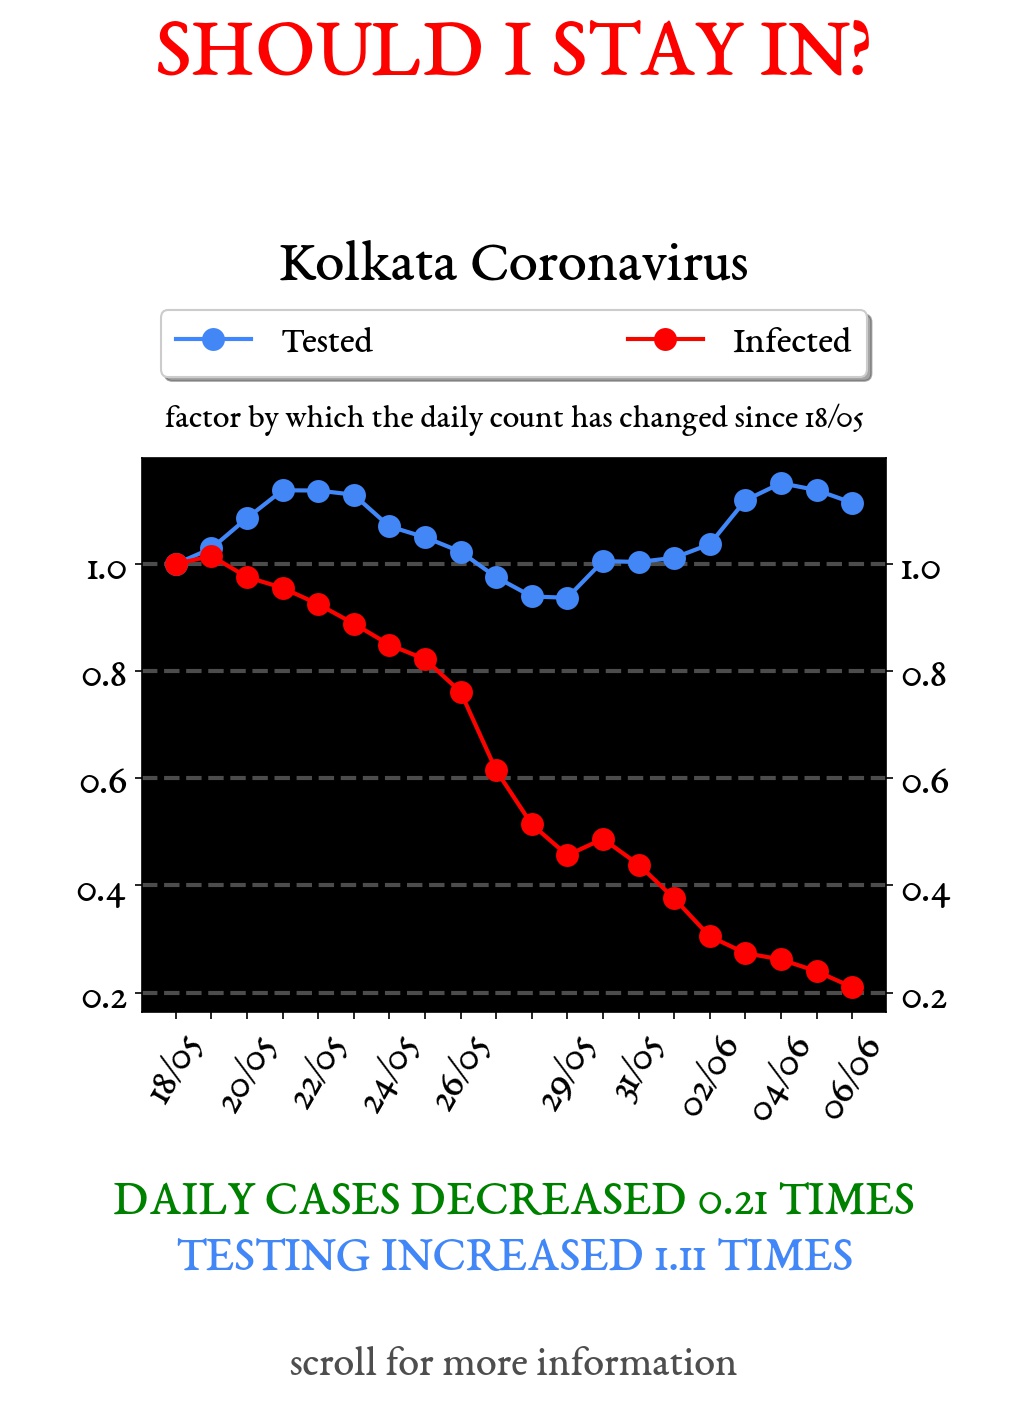 SHOULD I STAY IN?
Kolkata Coronavirus
Tested Infected
factor by which the daily count has changed since 18/05
1.0 1.0
0.8 0.8
0.6 0.6
0.4 0.4
0.2 0.2
18/05 20/05 22/05 24/05 26/05 29/05 31/05 02/06 04/06 06/06
DAILY CASES DECREASED 0.21 TIMES
TESTING INCREASED 1.11 TIMES
scroll for more information